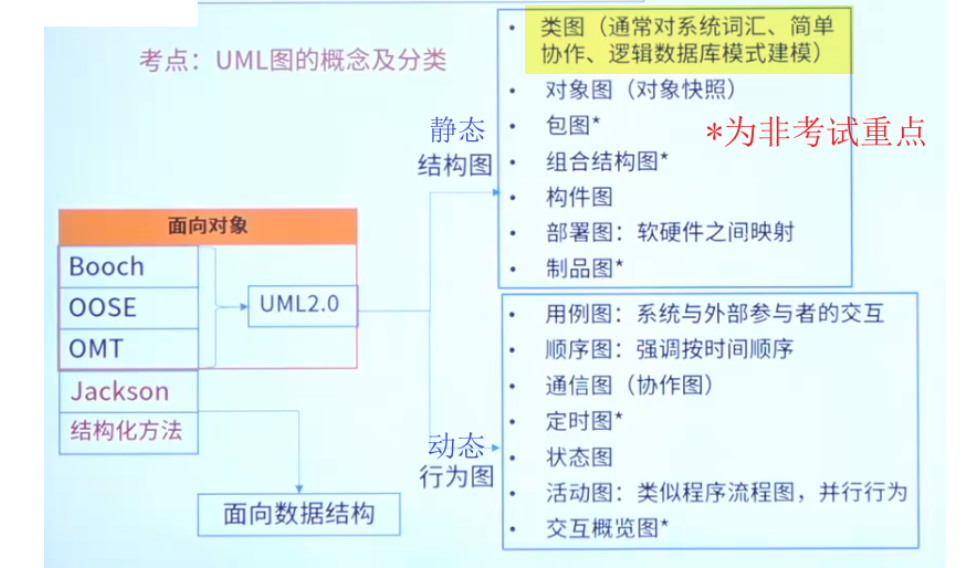 考点：UML图的概念及分类
静态
结构图
• 类图（通常对系统词汇、简单
协作、逻辑数据库模式建模）
• 对象图（对象快照）
• 包图*
• 组合结构图*
• 构件图
• 部署图：软硬件之间映射
• 制品图*
*为非考试重点
面向对象
Booch
OOSE
OMT
UML2.0
Jackson
结构化方法
面向数据结构
动态
行为图
• 用例图：系统与外部参与者的交互
• 顺序图：强调按时间顺序
• 通信图（协作图）
• 定时图*
• 状态图
• 活动图：类似程序流程图，并行行为
• 交互概览图*